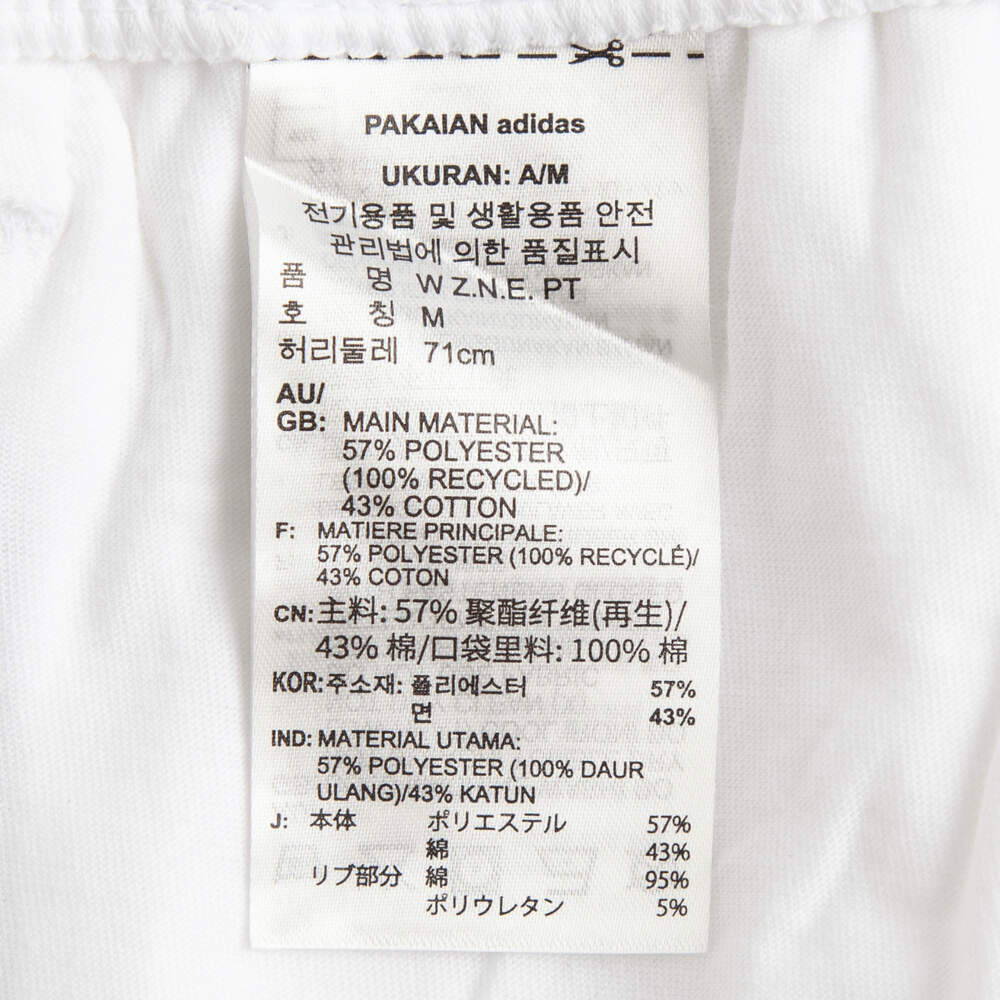 PAKAIAN adidas
UKURAN: A/M
전기용품 및 생활용품 안전
관리법에 의한 품질표시
품 명 W Z.N.E. PT
호 칭 M
허리둘레 71cm
AU/
GB: MAIN MATERIAL:
57% POLYESTER
(100% RECYCLED)/
43% COTTON
F: MATIERE PRINCIPALE:
57% POLYESTER (100% RECYCLÉ)/
43% COTON
CN: 主料: 57% 聚酯纤维(再生)/
43% 棉/口袋里料: 100% 棉
KOR: 주소재: 폴리에스터 57%
면 43%
IND: MATERIAL UTAMA:
57% POLYESTER (100% DAUR
ULANG)/43% KATUN
J: 本体 ポリエステル 57%
綿 43%
リブ部分 綿 95%
ポリウレタン 5%